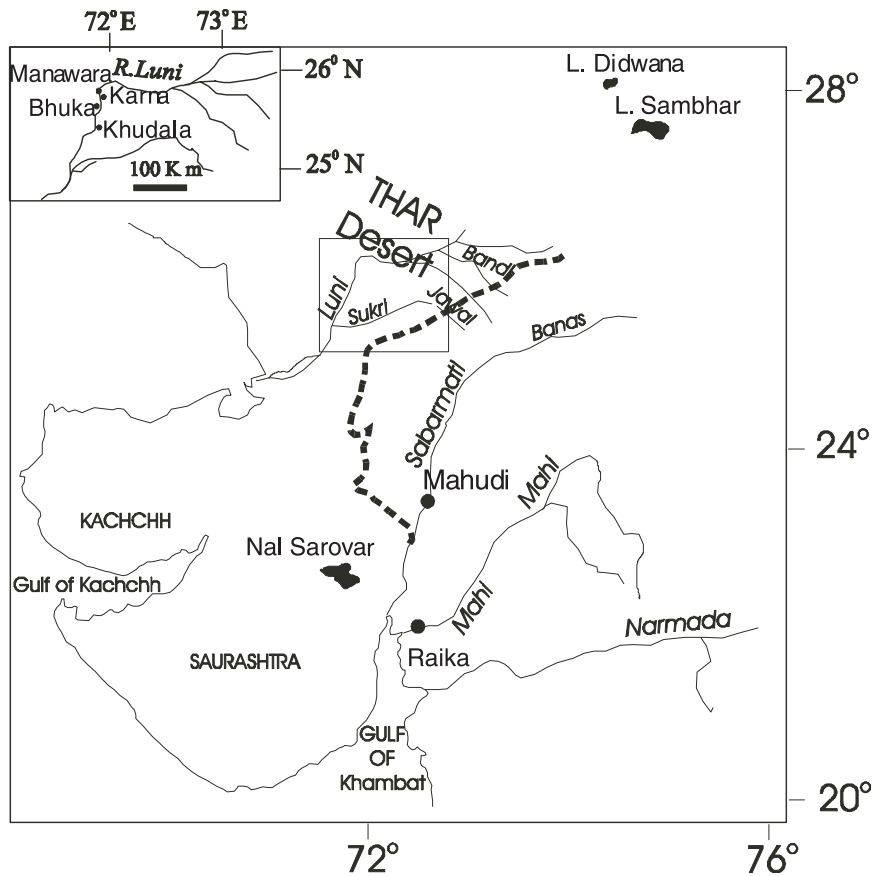 72° E
73° E
Manawara
R.Luni
26° N
Karna
Bhuka
Khudala
25° N
100 K m
L. Didwana
L. Sambhar
28°
THAR
Desert
Bandi
Luni
Sukri
Jawal
Banas
Sabarmati
24°
Mahudi
Mahi
KACHCHH
Nal Sarovar
Gulf of Kachchh
Mahi
Narmada
SAURASHTRA
Raika
GULF
OF
Khambat
20°
72°
76°